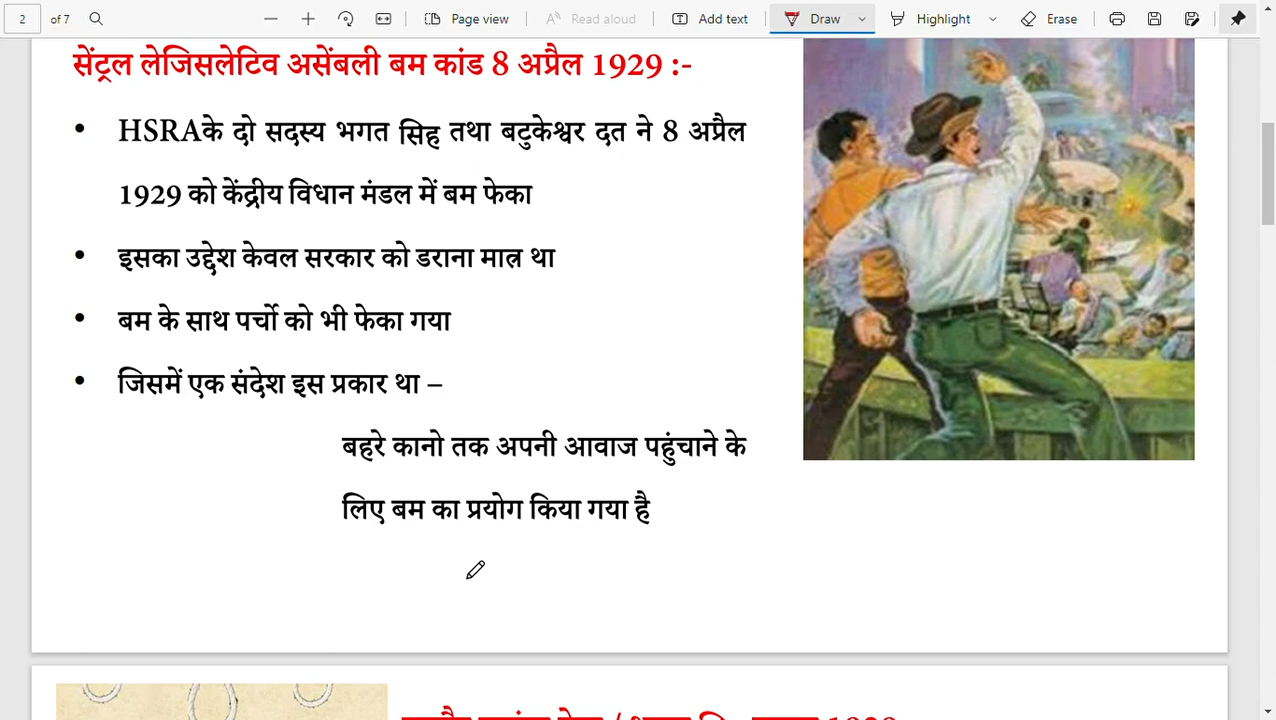 2 of 7 Page view Read aloud Add text Draw Highlight Erase
सेंट्रल लेजिसलेटिव असेंबली बम कांड 8 अप्रैल 1929 :-
• HSRAके दो सदस्य भगत सिह तथा बटुकेश्वर दत ने 8 अप्रैल
1929 को केंद्रीय विधान मंडल में बम फेका
• इसका उद्देश केवल सरकार को डराना मात्र था
• बम के साथ पर्चो को भी फेका गया
• जिसमें एक संदेश इस प्रकार था –
बहरे कानो तक अपनी आवाज पहुंचाने के
लिए बम का प्रयोग किया गया है